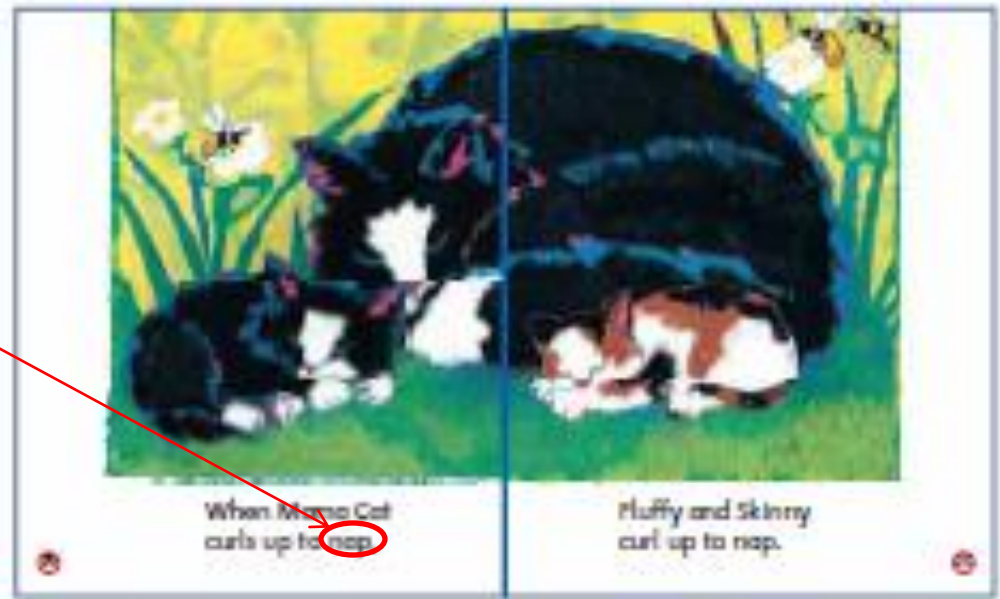 When Mama Cat
curls up to nap.
Fluffy and Skinny
curl up to nap.